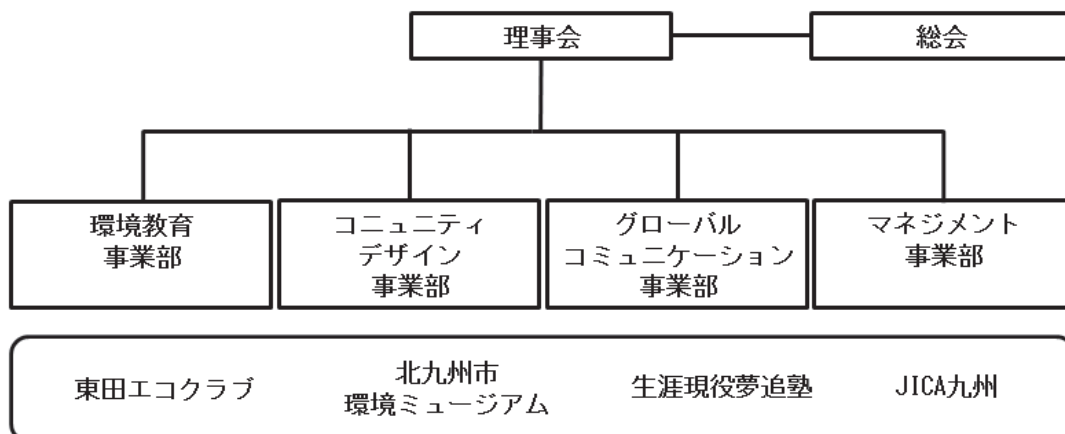 理事会
総会
環境教育
事業部
コニュニティ
デザイン
事業部
グローバル
コミュニケーション
事業部
マネジメント
事業部
東田エコクラブ
北九州市
環境ミュージアム
生涯現役夢追塾
JICA九州